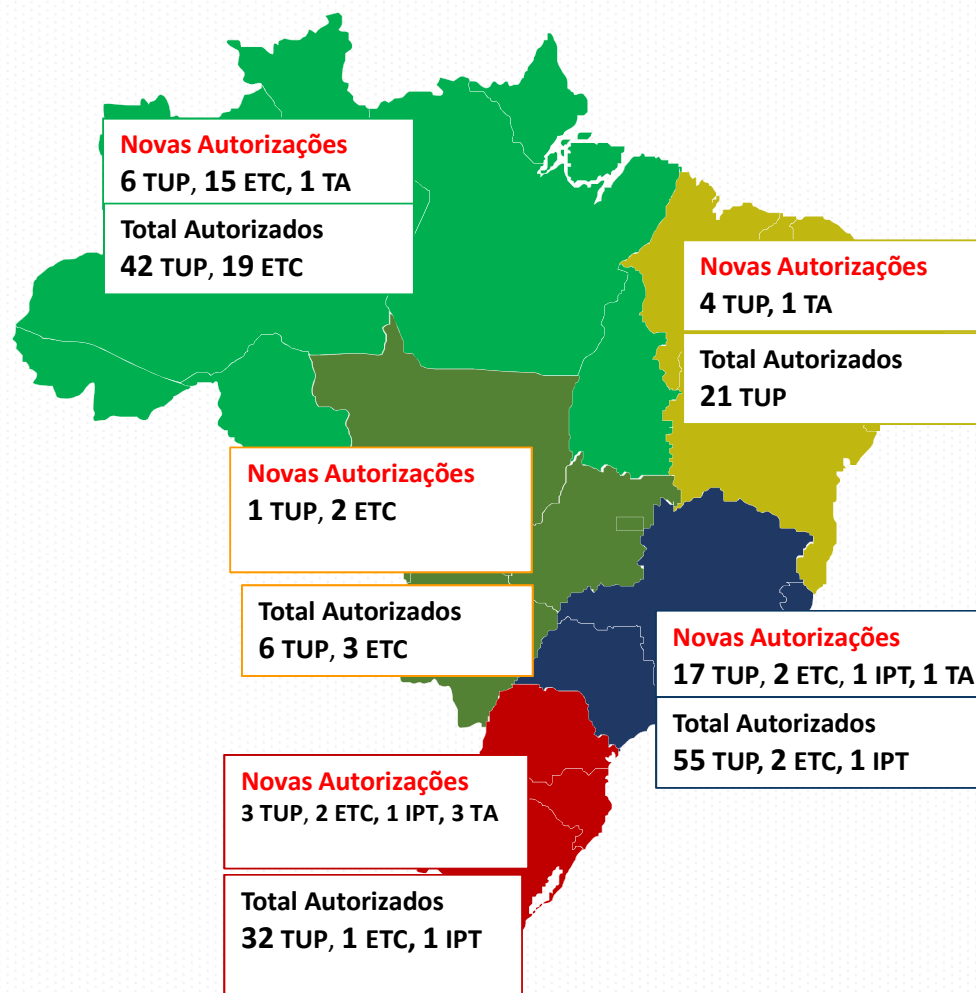 Novas Autorizações
6 TUP, 15 ETC, 1 TA
Total Autorizados
42 TUP, 19 ETC
Novas Autorizações
4 TUP, 1 TA
Total Autorizados
21 TUP
Novas Autorizações
1 TUP, 2 ETC
Total Autorizados
6 TUP, 3 ETC
Novas Autorizações
17 TUP, 2 ETC, 1 IPT, 1 TA
Total Autorizados
55 TUP, 2 ETC, 1 IPT
Novas Autorizações
3 TUP, 2 ETC, 1 IPT, 3 TA
Total Autorizados
32 TUP, 1 ETC, 1 IPT